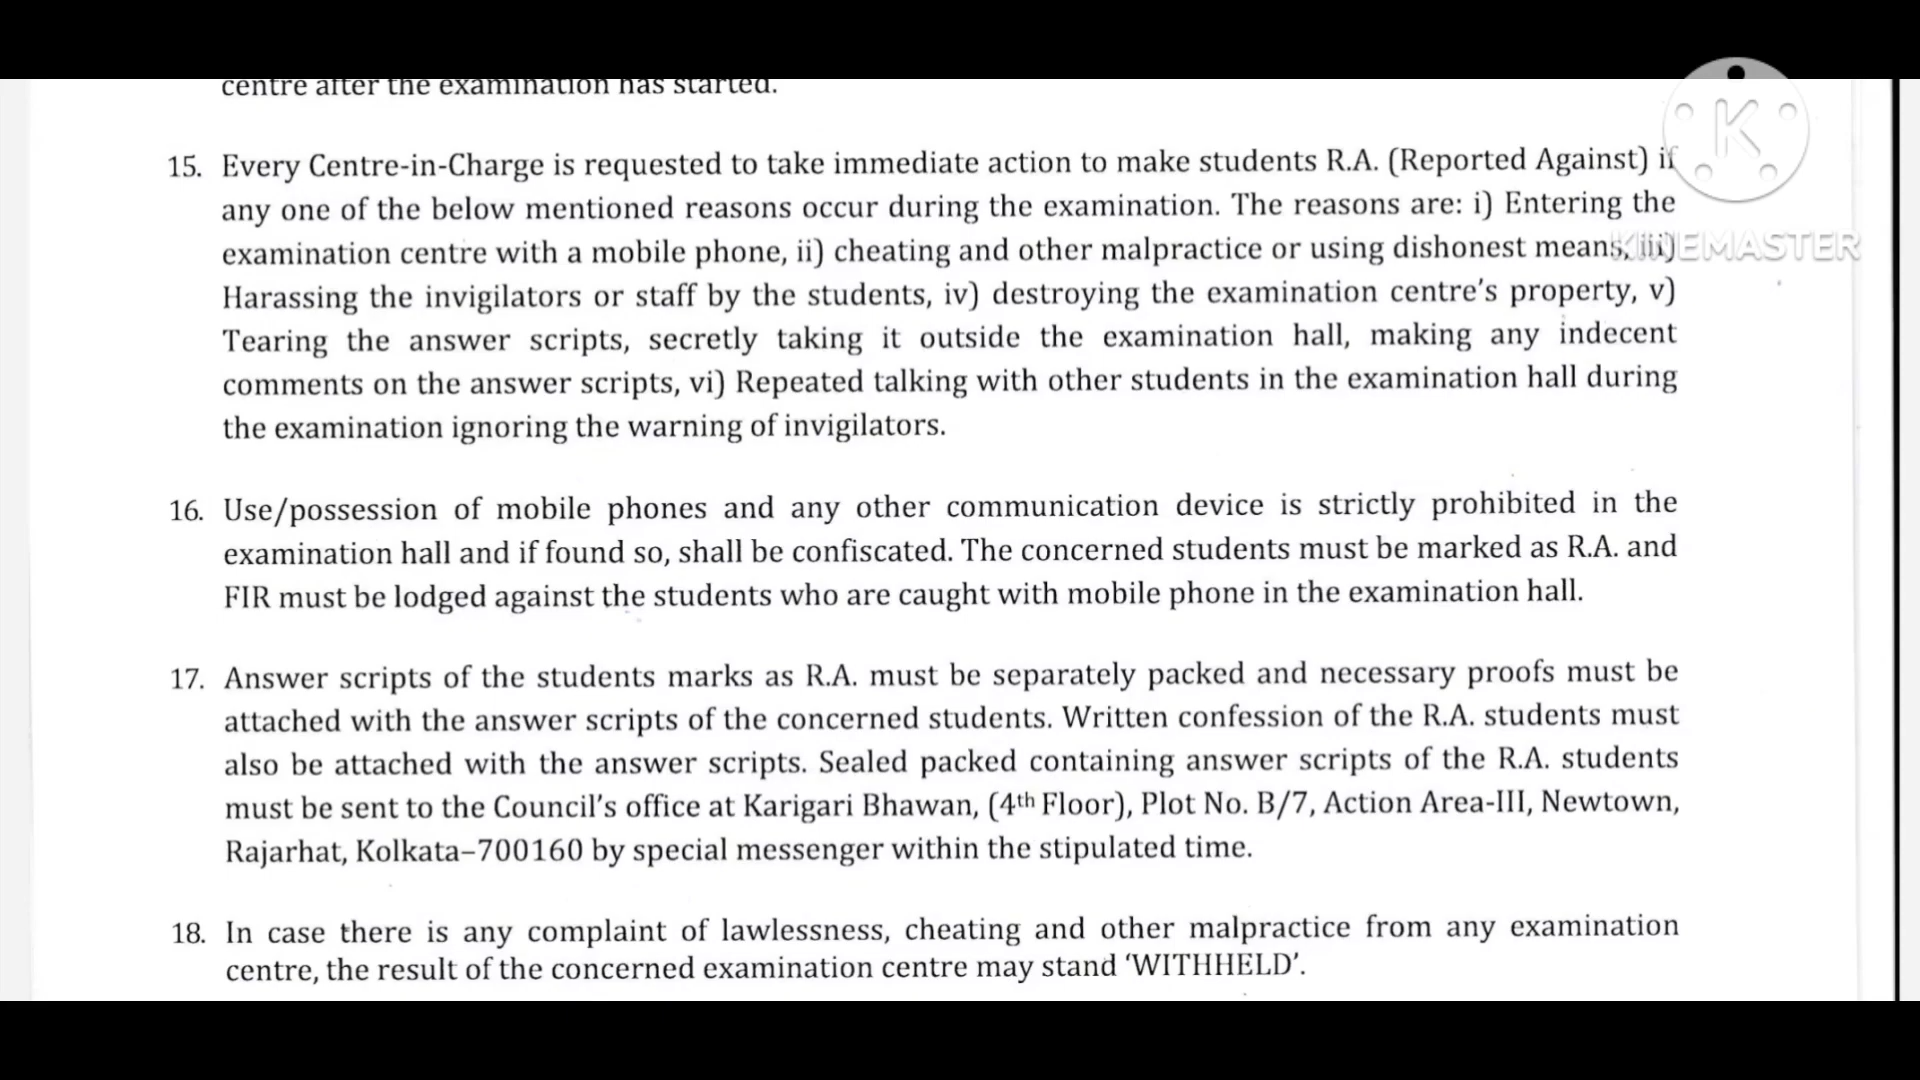 centre after the examination has started.
15. Every Centre-in-Charge is requested to take immediate action to make students R.A. (Reported Against) if
any one of the below mentioned reasons occur during the examination. The reasons are: i) Entering the
examination centre with a mobile phone, ii) cheating and other malpractice or using dishonest means, iii)
Harassing the invigilators or staff by the students, iv) destroying the examination centre's property, v)
Tearing the answer scripts, secretly taking it outside the examination hall, making any indecent
comments on the answer scripts, vi) Repeated talking with other students in the examination hall during
the examination ignoring the warning of invigilators.
16. Use/possession of mobile phones and any other communication device is strictly prohibited in the
examination hall and if found so, shall be confiscated. The concerned students must be marked as R.A. and
FIR must be lodged against the students who are caught with mobile phone in the examination hall.
17. Answer scripts of the students marks as R.A. must be separately packed and necessary proofs must be
attached with the answer scripts of the concerned students. Written confession of the R.A. students must
also be attached with the answer scripts. Sealed packed containing answer scripts of the R.A. students
must be sent to the Council's office at Karigari Bhawan, (4th Floor), Plot No. B/7, Action Area-III, Newtown,
Rajarhat, Kolkata–700160 by special messenger within the stipulated time.
18. In case there is any complaint of lawlessness, cheating and other malpractice from any examination
centre, the result of the concerned examination centre may stand ‘WITHHELD’.
K
KINEMASTER